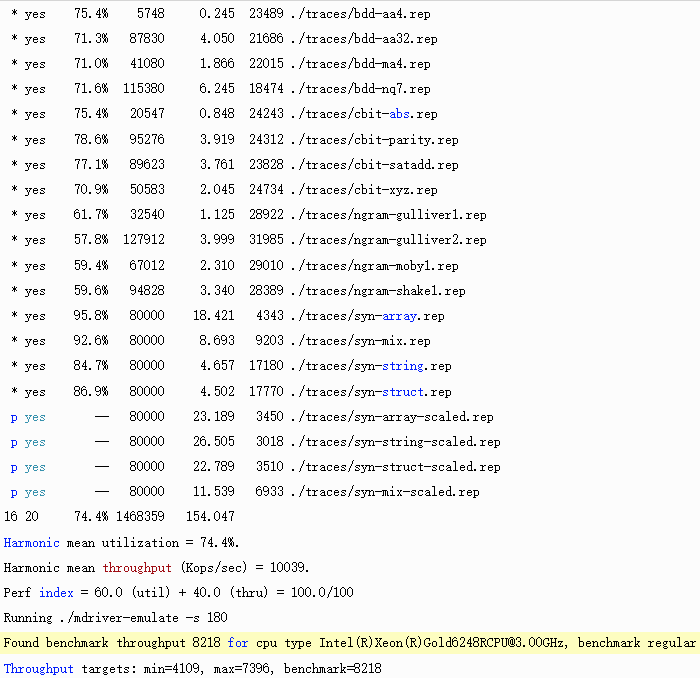 * yes 75.4% 5748 0.245 23489 ./traces/bdd-aa4.rep
* yes 71.3% 87830 4.050 21686 ./traces/bdd-aa32.rep
* yes 71.0% 41080 1.866 22015 ./traces/bdd-ma4.rep
* yes 71.6% 115380 6.245 18474 ./traces/bdd-nq7.rep
* yes 75.4% 20547 0.848 24243 ./traces/cbit-abs.rep
* yes 78.6% 95276 3.919 24312 ./traces/cbit-parity.rep
* yes 77.1% 89623 3.761 23828 ./traces/cbit-satadd.rep
* yes 70.9% 50583 2.045 24734 ./traces/cbit-xyz.rep
* yes 61.7% 32540 1.125 28922 ./traces/ngram-gulliver1.rep
* yes 57.8% 127912 3.999 31985 ./traces/ngram-gulliver2.rep
* yes 59.4% 67012 2.310 29010 ./traces/ngram-moby1.rep
* yes 59.6% 94828 3.340 28389 ./traces/ngram-shake1.rep
* yes 95.8% 80000 18.421 4343 ./traces/syn-array.rep
* yes 92.6% 80000 8.693 9203 ./traces/syn-mix.rep
* yes 84.7% 80000 4.657 17180 ./traces/syn-string.rep
* yes 86.9% 80000 4.502 17770 ./traces/syn-struct.rep
p yes -- 80000 23.189 3450 ./traces/syn-array-scaled.rep
p yes -- 80000 26.505 3018 ./traces/syn-string-scaled.rep
p yes -- 80000 22.789 3510 ./traces/syn-struct-scaled.rep
p yes -- 80000 11.539 6933 ./traces/syn-mix-scaled.rep
16 20 74.4% 1468359 154.047
Harmonic mean utilization = 74.4%.
Harmonic mean throughput (Kops/sec) = 10039.
Perf index = 60.0 (util) + 40.0 (thru) = 100.0/100
Running ./mdriver-emulate -s 180
Found benchmark throughput 8218 for cpu type Intel(R)Xeon(R)Gold6248RCPU@3.00GHz, benchmark regular
Throughput targets: min=4109, max=7396, benchmark=8218